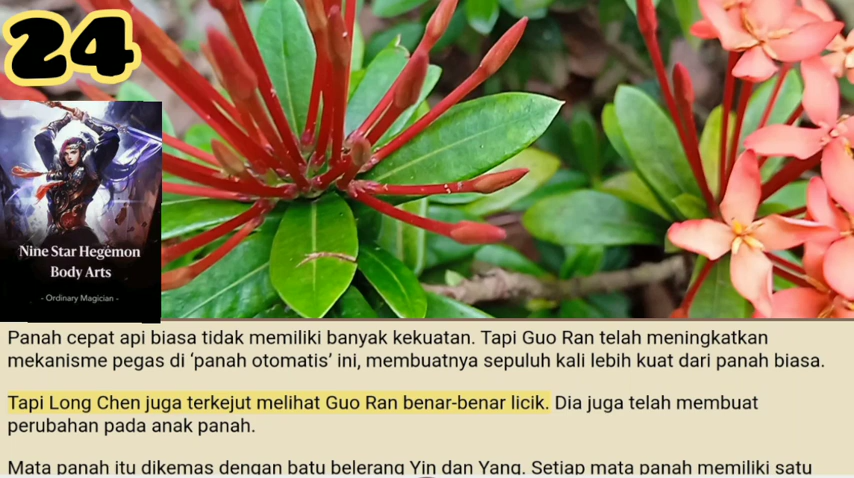 24
Nine Star Hegemon
Body Arts
- Ordinary Magician -
Panah cepat api biasa tidak memiliki banyak kekuatan. Tapi Guo Ran telah meningkatkan
mekanisme pegas di ‘panah otomatis’ ini, membuatnya sepuluh kali lebih kuat dari panah biasa.
Tapi Long Chen juga terkejut melihat Guo Ran benar-benar licik. Dia juga telah membuat
perubahan pada anak panah.
Mata panah itu dikemas dengan batu belerang Yin dan Yang. Setiap mata panah memiliki satu